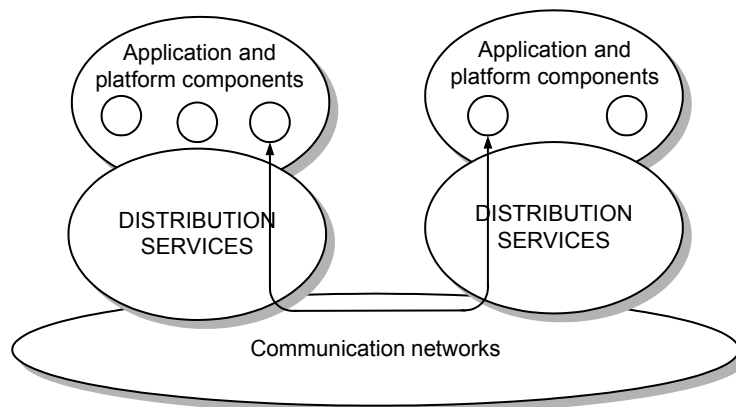 Application and
platform components
Application and
platform components
DISTRIBUTION
SERVICES
DISTRIBUTION
SERVICES
Communication networks